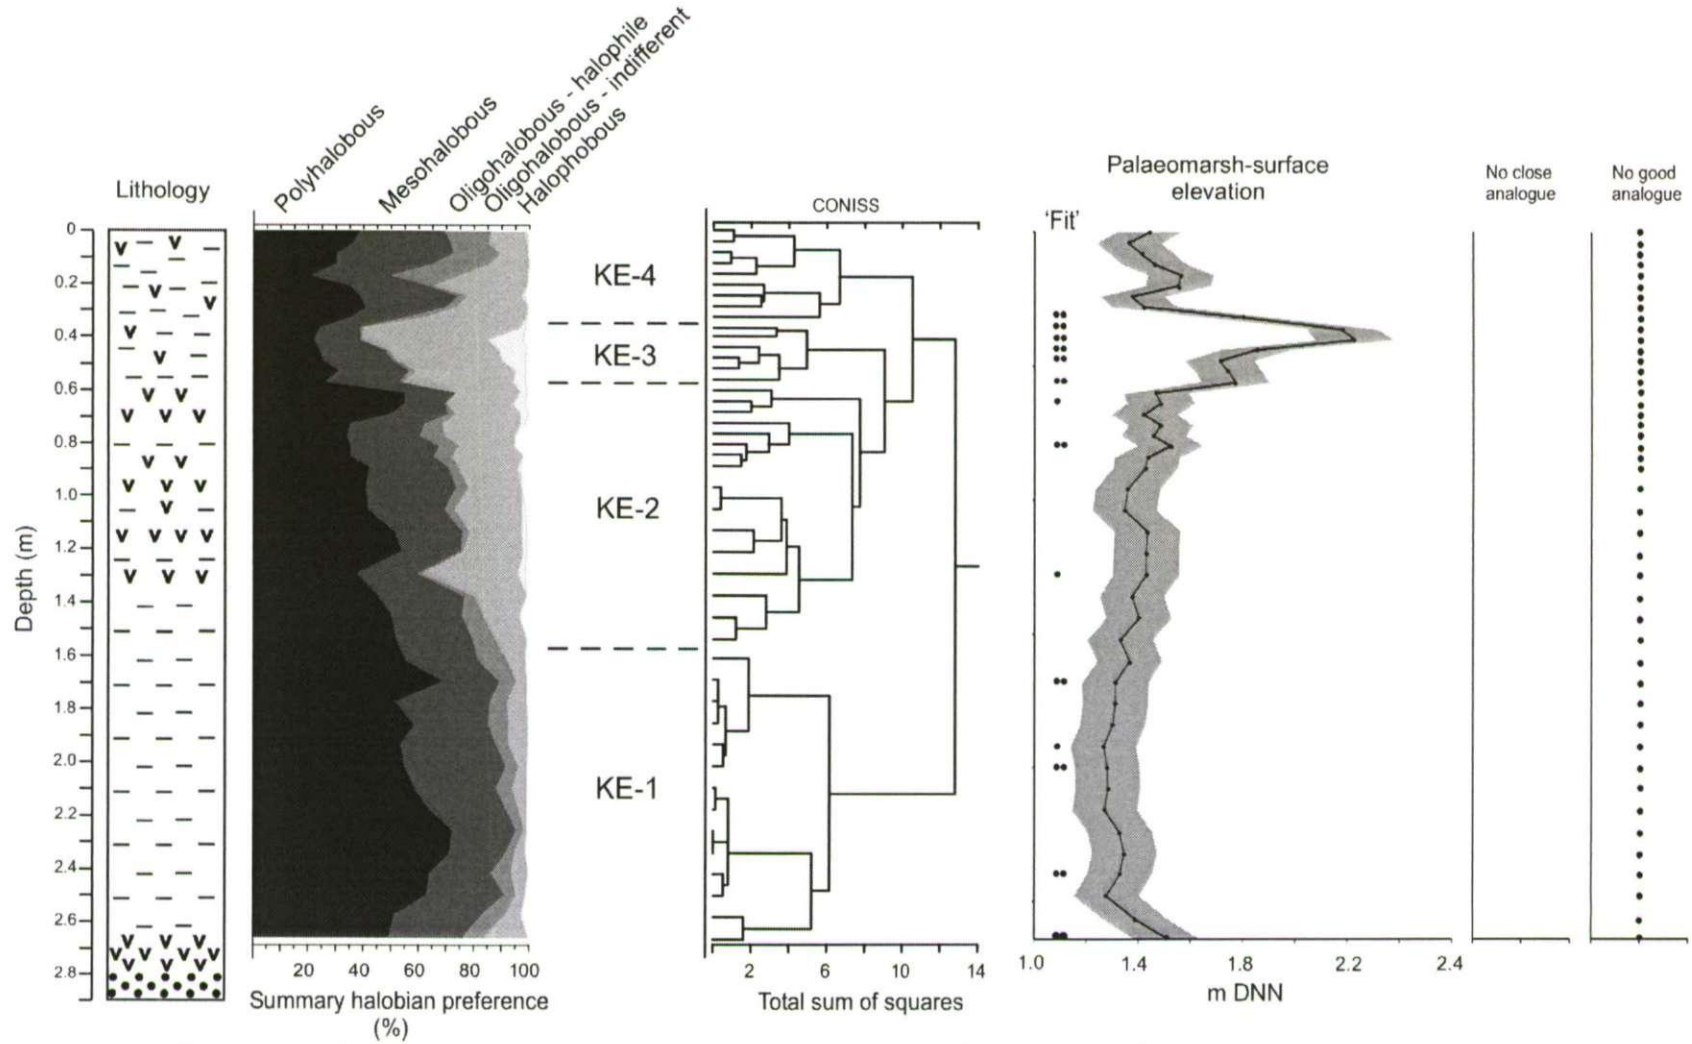 Polyhalobous
Mesohalobous
Oligohalobous - halophile
Oligohalobous - indifferent
Halophobous
Lithology
CONISS
Palaeomarsh-surface
elevation
'Fit'
No close
analogue
No good
analogue
Depth (m)
0
0.2
0.4
0.6
0.8
1.0
1.2
1.4
1.6
1.8
2.0
2.2
2.4
2.6
2.8
KE-4
KE-3
KE-2
KE-1
20 40 60 80 100
Summary halobian preference
(%)
2 6 10 14
Total sum of squares
1.0 1.4 1.8 2.2 2.4
m DNN